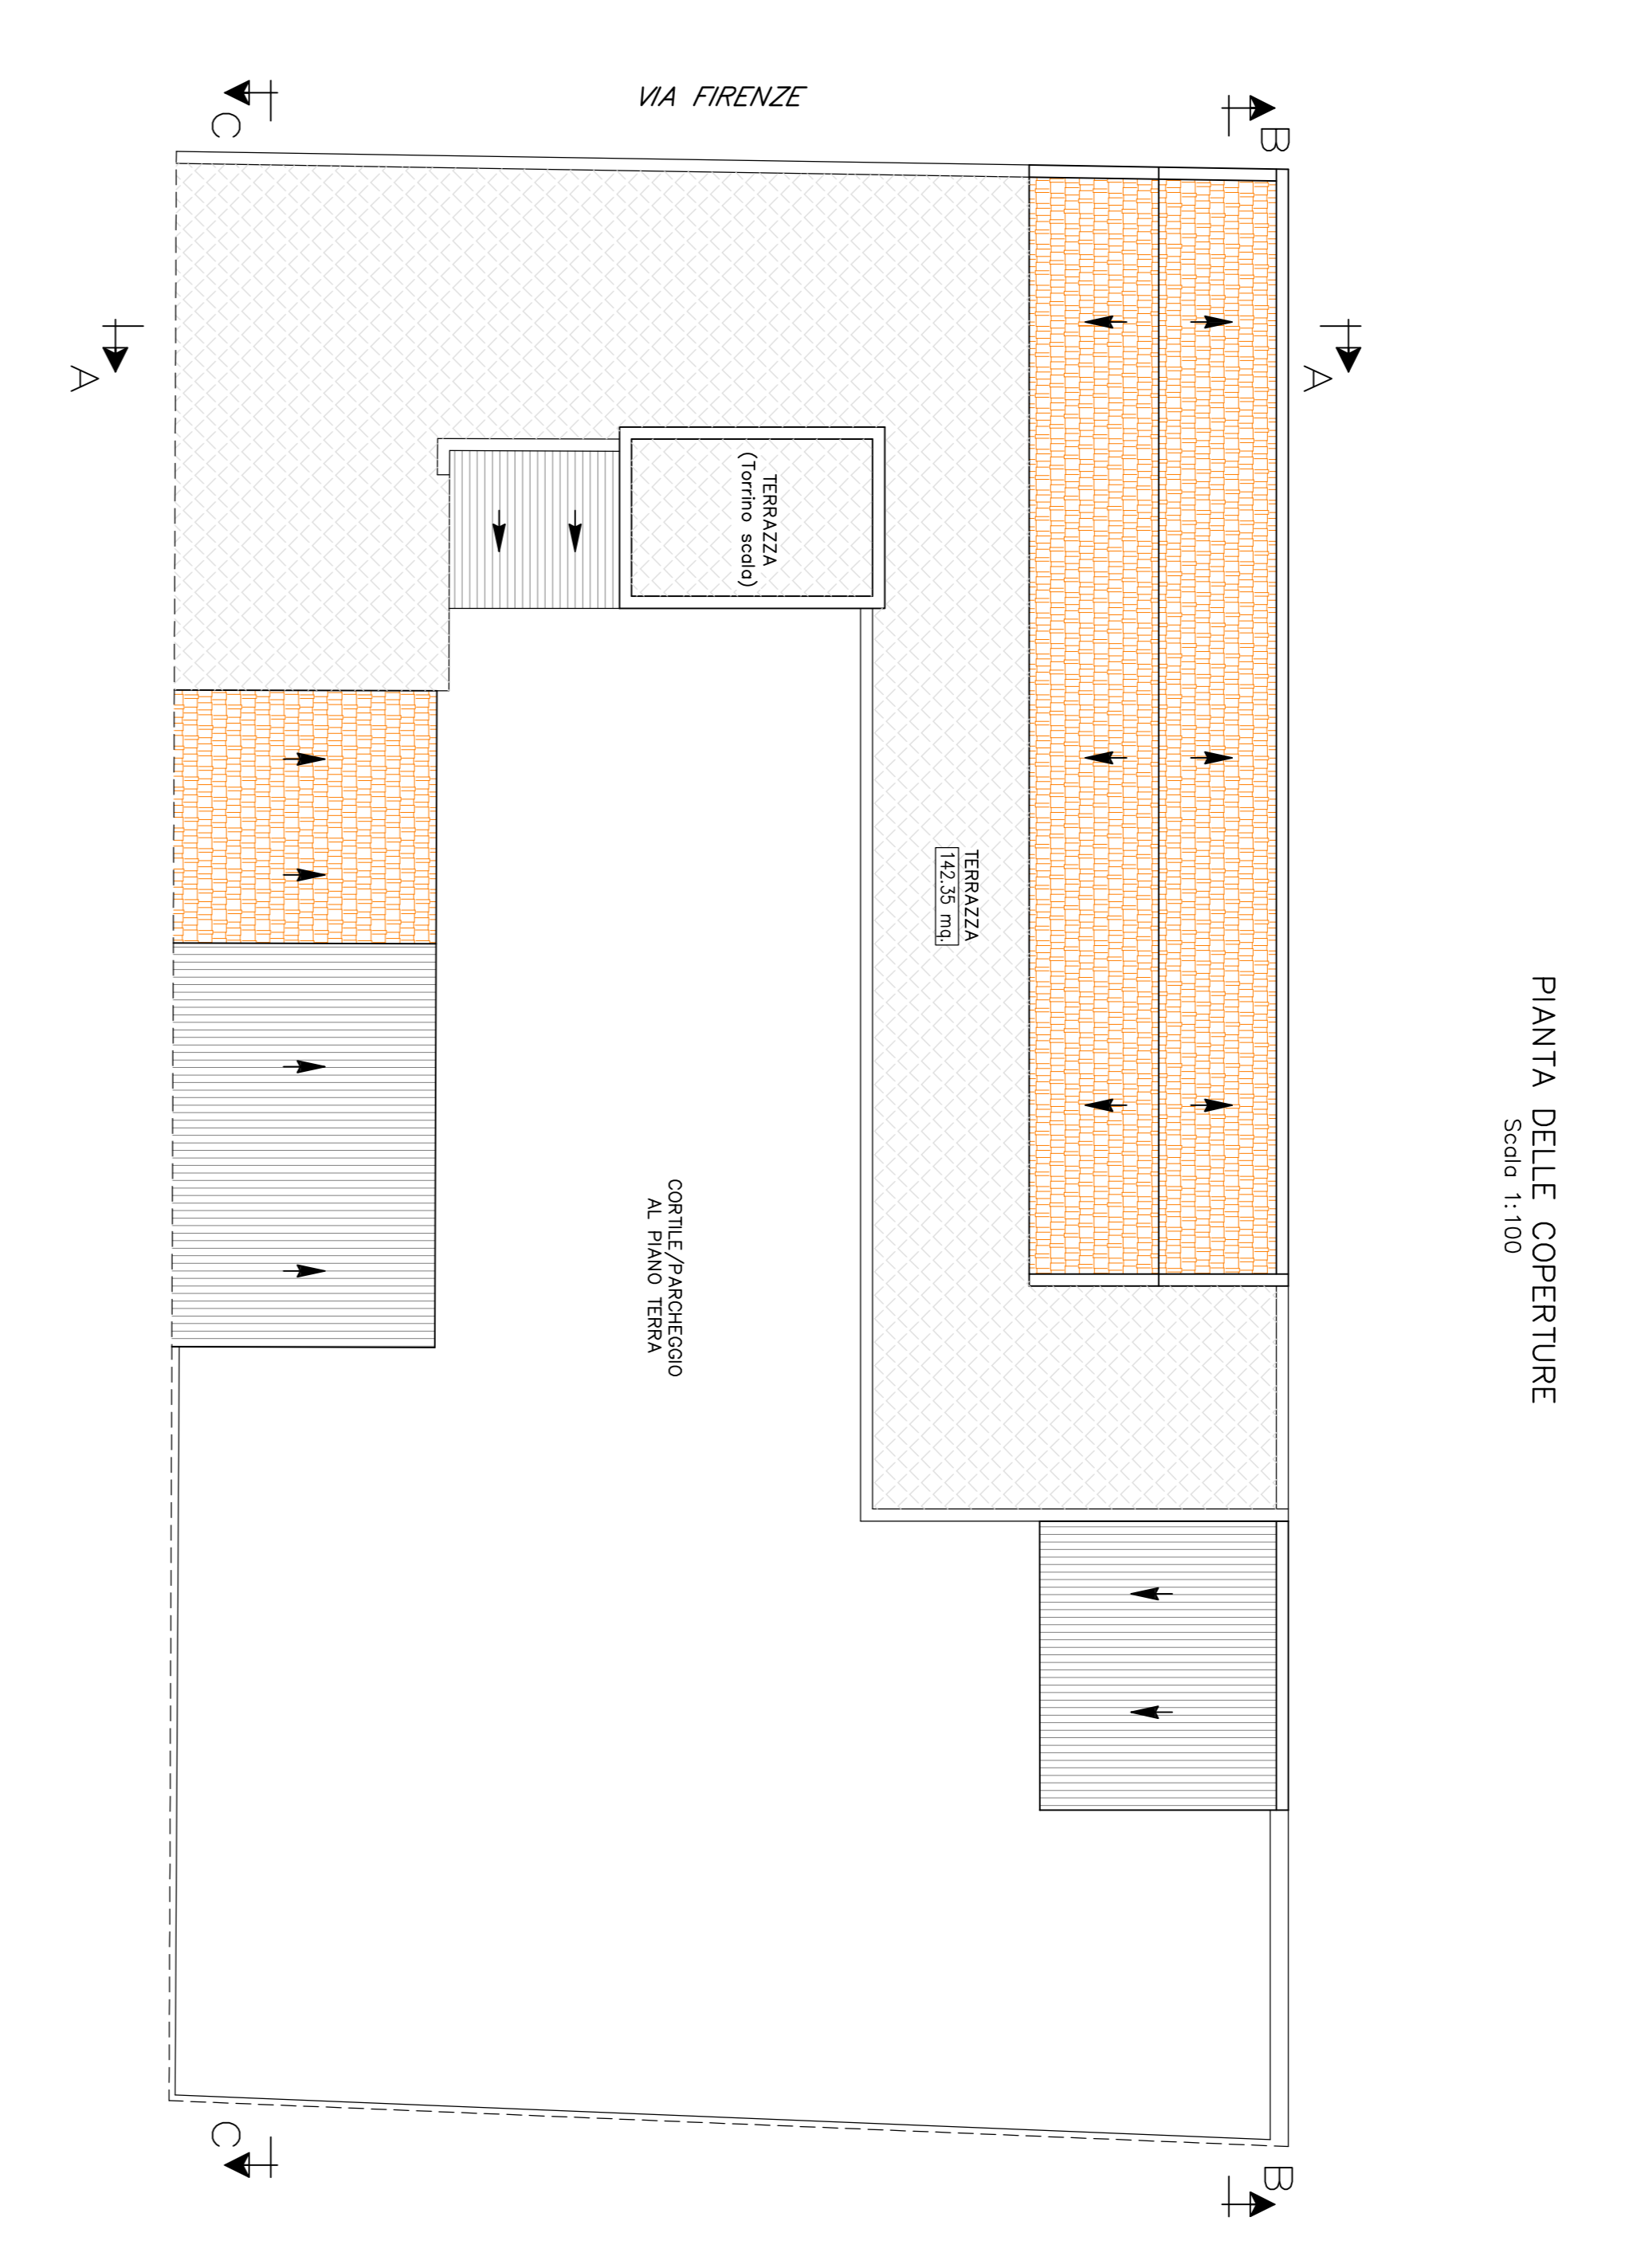 PIANTA DELLE COPERTURE
Scala 1:100
VIA FIRENZE
B
B
A
A
C
C
TERRAZZA
(Torrino scala)
TERRAZZA
142.35 mq.
CORTILE/PARCHEGGIO
AL PIANO TERRA